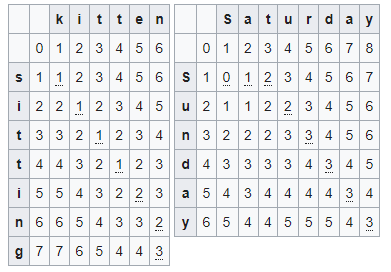 k i t t e n
0 1 2 3 4 5 6
s 1 1 2 3 4 5 6
i 2 2 1 2 3 4 5
t 3 3 2 1 2 3 4
t 4 4 3 2 1 2 3
i 5 5 4 3 2 2 3
n 6 6 5 4 3 3 2
g 7 7 6 5 4 4 3
S a t u r d a y
0 1 2 3 4 5 6 7 8
S 1 0 1 2 3 4 5 6 7
u 2 1 1 2 2 3 4 5 6
n 3 2 2 2 3 3 4 5 6
d 4 3 3 3 3 4 3 4 5
a 5 4 3 4 4 4 4 3 4
y 6 5 4 4 5 5 5 4 3